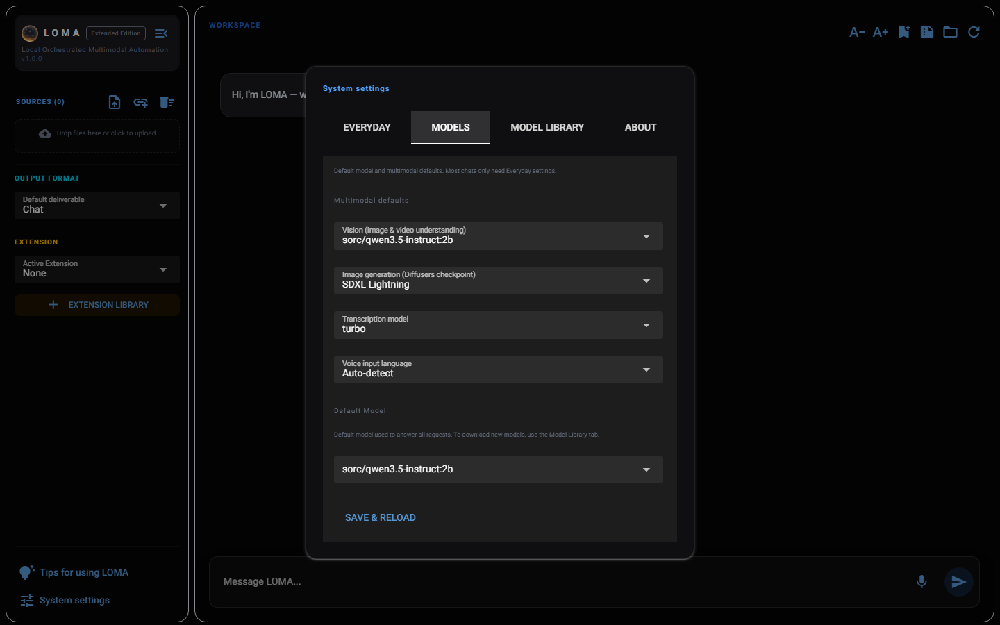 LOMA
Extended Edition
Local Orchestrated Multimodal Automation
v1.0.0
SOURCES (0)
Drop files here or click to upload
OUTPUT FORMAT
Default deliverable
Chat
EXTENSION
Active Extension
None
EXTENSION LIBRARY
Tips for using LOMA
System settings
WORKSPACE
A−
A+
Hi, I'm LOMA — w
System settings
EVERYDAY
MODELS
MODEL LIBRARY
ABOUT
Default model and multimodal defaults. Most chats only need Everyday settings.
Multimodal defaults
Vision (image & video understanding)
sorc/qwen3.5-instruct:2b
Image generation (Diffusers checkpoint)
SDXL Lightning
Transcription model
turbo
Voice input language
Auto-detect
Default Model
Default model used to answer all requests. To download new models, use the Model Library tab.
sorc/qwen3.5-instruct:2b
SAVE & RELOAD
Message LOMA...